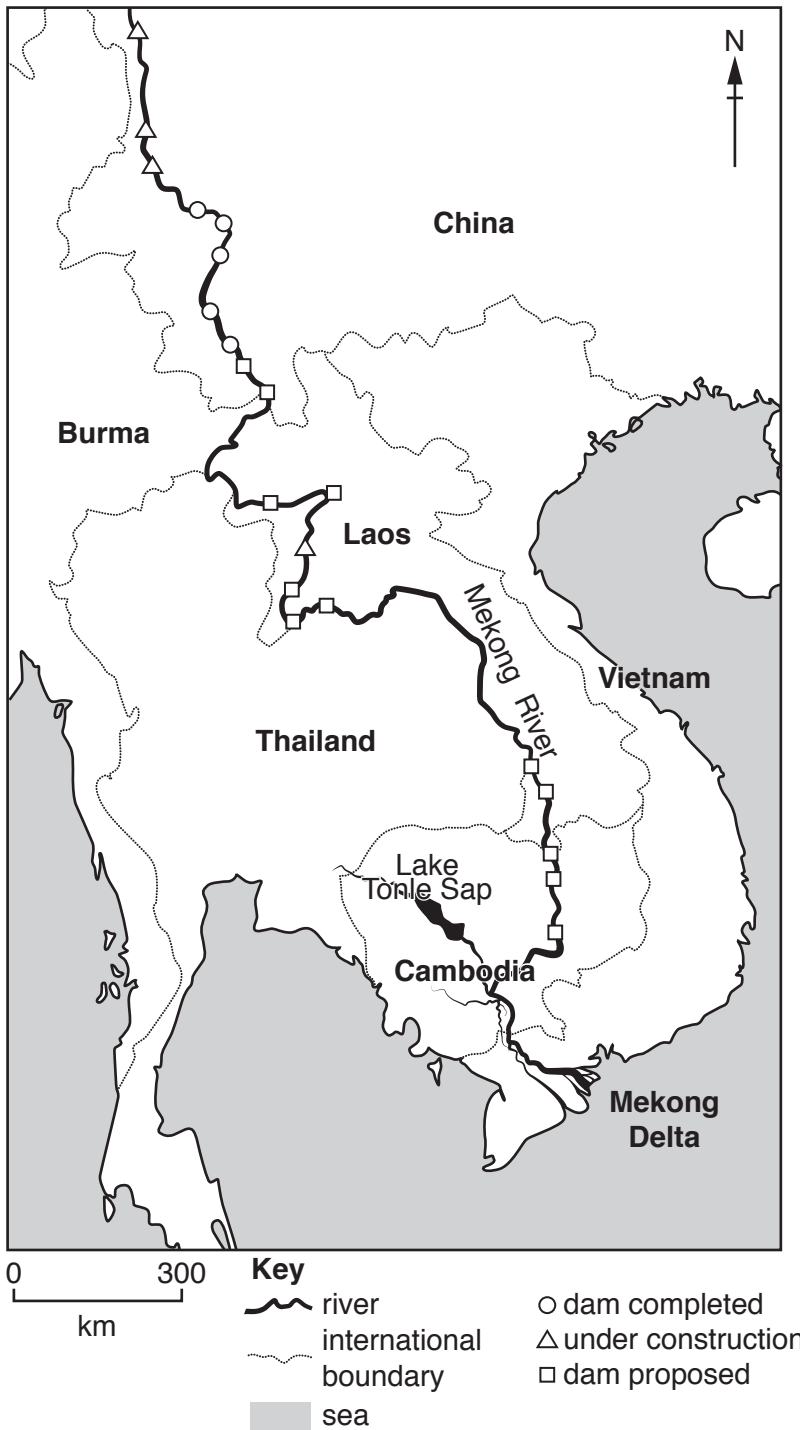 N
China
Burma
Laos
Mekong River
Vietnam
Thailand
Lake
Tonle Sap
Cambodia
Mekong
Delta
0 300
km
Key
river
international
boundary
sea
dam completed
under construction
dam proposed